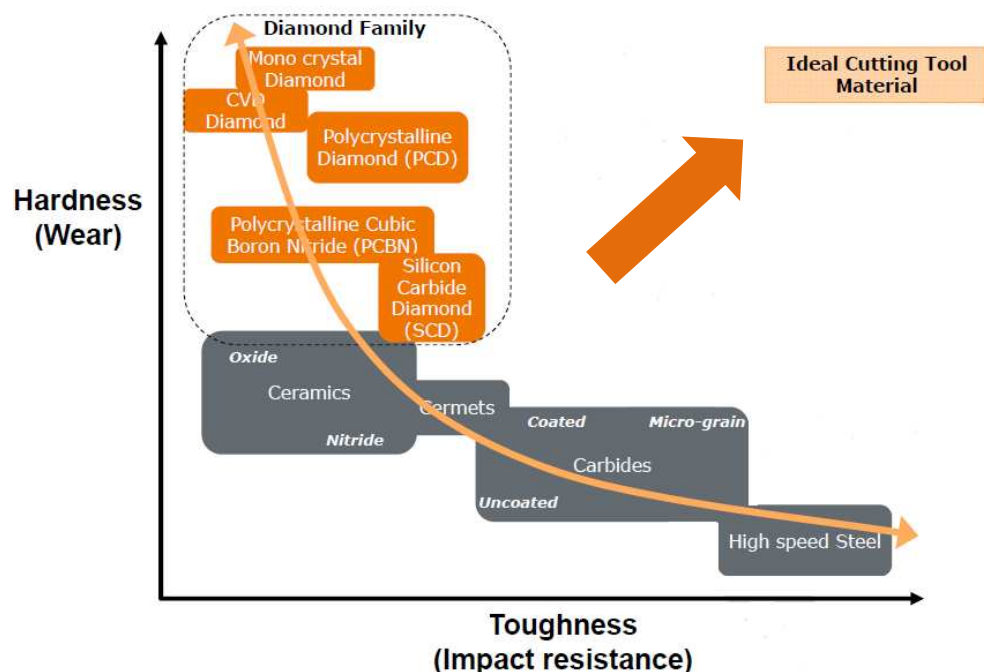 Diamond Family
Mono crystal
Diamond
CVD
Diamond
Polycrystalline
Diamond (PCD)
Ideal Cutting Tool
Material
Hardness
(Wear)
Polycrystalline Cubic
Boron Nitride (PCBN)
Silicon
Carbide
Diamond
(SCD)
Oxide
Ceramics
Nitride
Cermets
Coated
Micro-grain
Carbides
Uncoated
High speed Steel
Toughness
(Impact resistance)